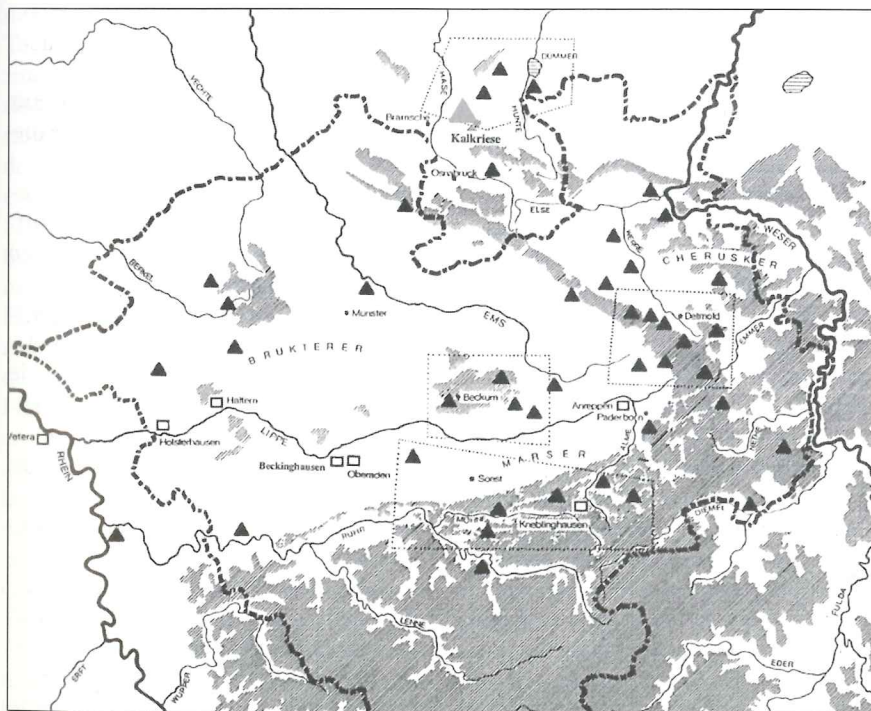 VECHTE
HASE
DÜMMER
HUNTE
Bramsche
Kalkriese
Osnabrück
ELSE
WERRE
WESER
CHERUSKER
BERKEL
Münster
EMS
Detmold
EMMER
BRUKTERER
Beckum
Haltern
Anreppen
Paderborn
Vetera
Holsterhausen
LIPPE
ALME
NETHE
RHEIN
Beckinghausen
Oberaden
MARSER
Soest
Kneblinghausen
DIEMEL
RUHR
LENNE
FULDA
EDER
ERFT
WUPPER